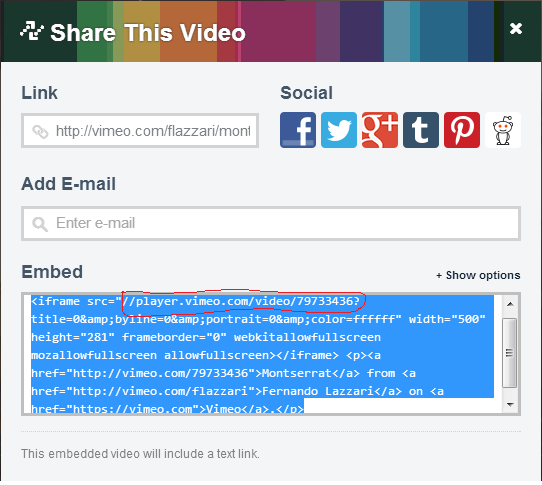 Share This Video
Link
Social
http://vimeo.com/flazzari/mont
f
g+
t
Add E-mail
Enter e-mail
Embed
+ Show options
<iframe src="//player.vimeo.com/video/79733436?
title=0&amp;byline=0&amp;portrait=0&amp;color=ffffff" width="500"
height="281" frameborder="0" webkitallowfullscreen
mozallowfullscreen allowfullscreen></iframe> <p><a
href="http://vimeo.com/79733436">Montserrat</a> from <a
href="http://vimeo.com/flazzari">Fernando Lazzari</a> on <a
href="https://vimeo.com">Vimeo</a>.</p>
This embedded video will include a text link.